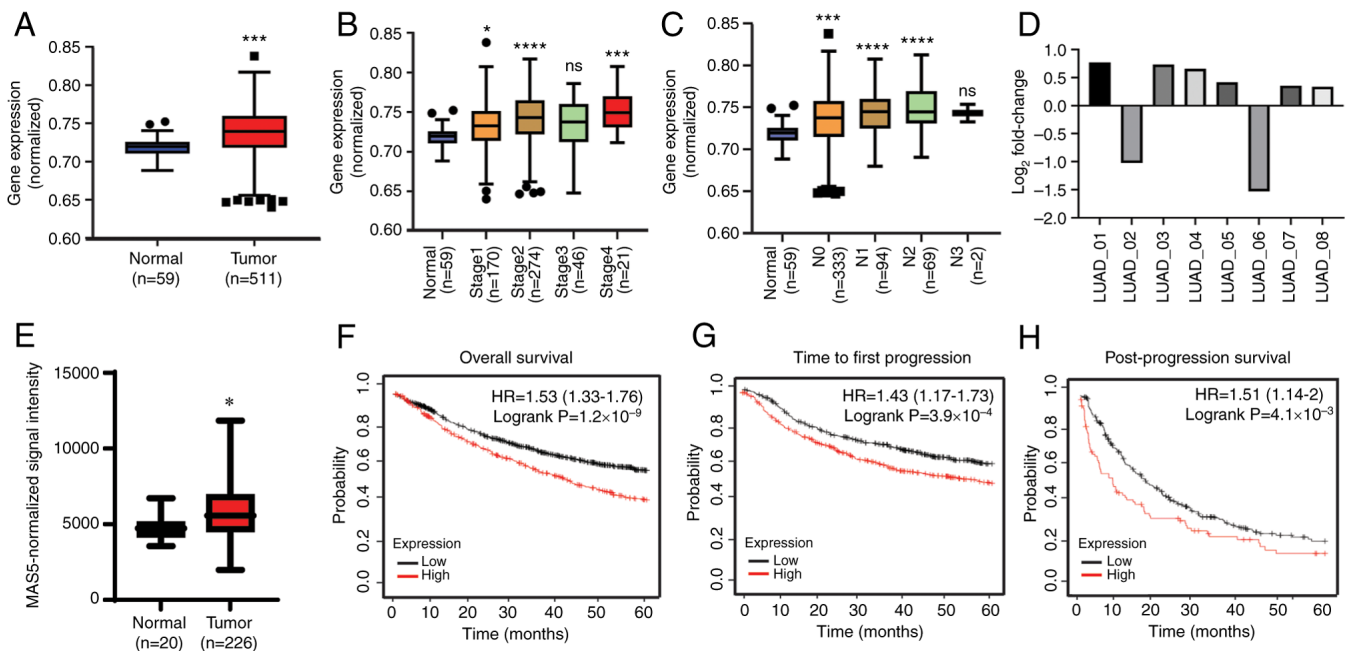 A
Gene expression
(normalized)
0.85
0.80
0.75
0.70
0.65
0.60
***
Normal
(n=59)
Tumor
(n=511)
B
Gene expression
(normalized)
0.85
0.80
0.75
0.70
0.65
0.60
*
****
ns
***
Normal
(n=59)
Stage1
(n=170)
Stage2
(n=274)
Stage3
(n=46)
Stage4
(n=21)
C
Gene expression
(normalized)
0.85
0.80
0.75
0.70
0.65
0.60
***
****
****
ns
Normal
(n=59)
N0
(n=333)
N1
(n=94)
N2
(n=69)
N3
(n=2)
D
Log2 fold-change
1.0
0.5
0.0
−0.5
−1.0
−1.5
−2.0
LUAD_01
LUAD_02
LUAD_03
LUAD_04
LUAD_05
LUAD_06
LUAD_07
LUAD_08
E
MAS5-normalized signal intensity
15000
10000
5000
0
*
Normal
(n=20)
Tumor
(n=226)
F
Overall survival
HR=1.53 (1.33-1.76)
Logrank P=1.2×10−9
Probability
1.0
0.8
0.6
0.4
0.2
0.0
Expression
Low
High
0 10 20 30 40 50 60
Time (months)
G
Time to first progression
HR=1.43 (1.17-1.73)
Logrank P=3.9×10−4
Probability
1.0
0.8
0.6
0.4
0.2
0.0
Expression
Low
High
0 10 20 30 40 50 60
Time (months)
H
Post-progression survival
HR=1.51 (1.14-2)
Logrank P=4.1×10−3
Probability
1.0
0.8
0.6
0.4
0.2
0.0
Expression
Low
High
0 10 20 30 40 50 60
Time (months)